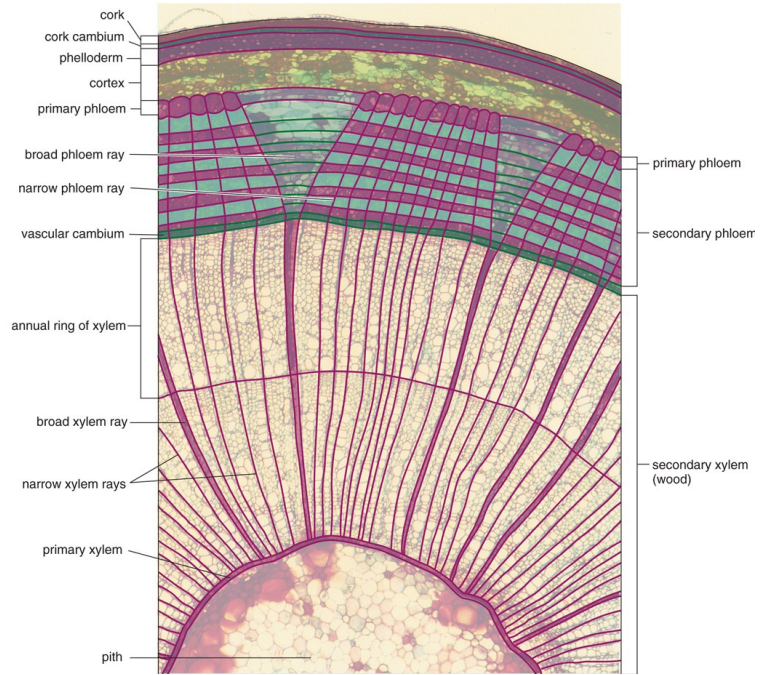 cork
cork cambium
phelloderm
cortex
primary phloem
broad phloem ray
narrow phloem ray
vascular cambium
annual ring of xylem
broad xylem ray
narrow xylem rays
primary xylem
pith
primary phloem
secondary phloem
secondary xylem
(wood)